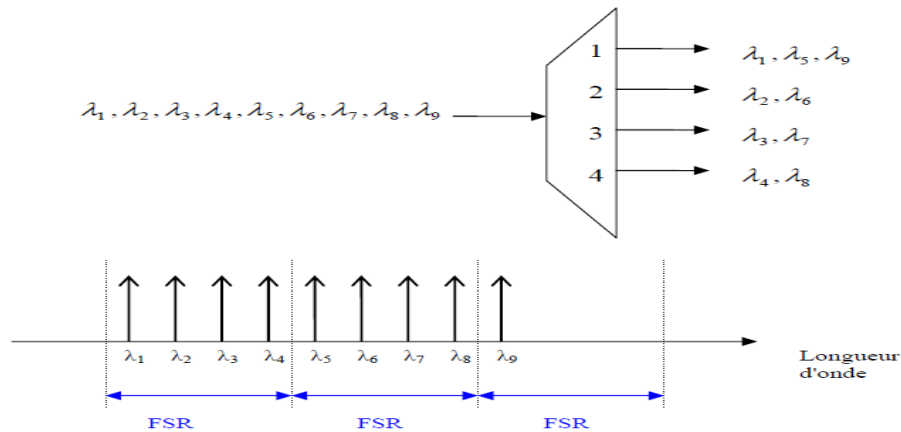 λ₁ , λ₂ , λ₃ , λ₄ , λ₅ , λ₆ , λ₇ , λ₈ , λ₉
1
λ₁ , λ₅ , λ₉
2
λ₂ , λ₆
3
λ₃ , λ₇
4
λ₄ , λ₈
λ₁ λ₂ λ₃ λ₄ λ₅ λ₆ λ₇ λ₈ λ₉
Longueur
d'onde
FSR FSR FSR